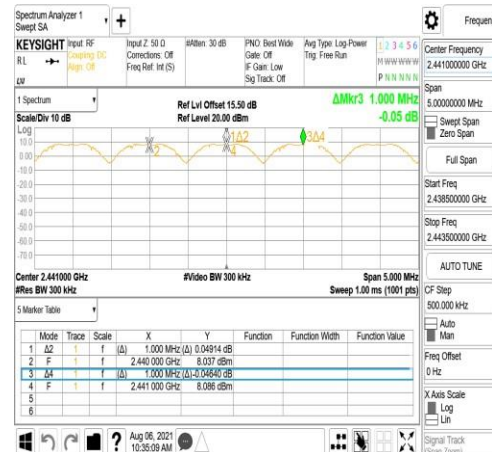 Spectrum Analyzer 1
Swept SA
+
Frequen
KEYSIGHT
RL
Input: RF
Coupling: DC
Align: Off
Input Z: 50 Ω
Corrections: Off
Freq Ref: Int (S)
#Atten: 30 dB
PNO: Best Wide
Gate: Off
IF Gain: Low
Sig Track: Off
Avg Type: Log-Power
Trig: Free Run
1 2 3 4 5 6
M W W W W W
P N N N N N
Center Frequency
2.441000000 GHz
Span
5.00000000 MHz
Swept Span
Zero Span
Full Span
Start Freq
2.438500000 GHz
Stop Freq
2.443500000 GHz
AUTO TUNE
CF Step
500.000 kHz
Auto
Man
Freq Offset
0 Hz
X Axis Scale
Log
Lin
Signal Track
(Span Zoom)
1 Spectrum
Scale/Div 10 dB
Ref Lvl Offset 15.50 dB
Ref Level 20.00 dBm
ΔMkr3 1.000 MHz
-0.05 dB
Log
10.0
0.00
-10.0
-20.0
-30.0
-40.0
-50.0
-60.0
-70.0
2
1Δ2
4
3Δ4
Center 2.441000 GHz
#Res BW 300 kHz
#Video BW 300 kHz
Span 5.000 MHz
Sweep 1.00 ms (1001 pts)
5 Marker Table
Mode Trace Scale X Y Function Function Width Function Value
1 Δ2 1 f (Δ) 1.000 MHz (Δ) 0.04914 dB
2 F 1 f 2.440 000 GHz 8.037 dBm
3 Δ4 1 f (Δ) 1.000 MHz (Δ) -0.04640 dB
4 F 1 f 2.441 000 GHz 8.086 dBm
5
6
?
Aug 06, 2021
10:35:09 AM